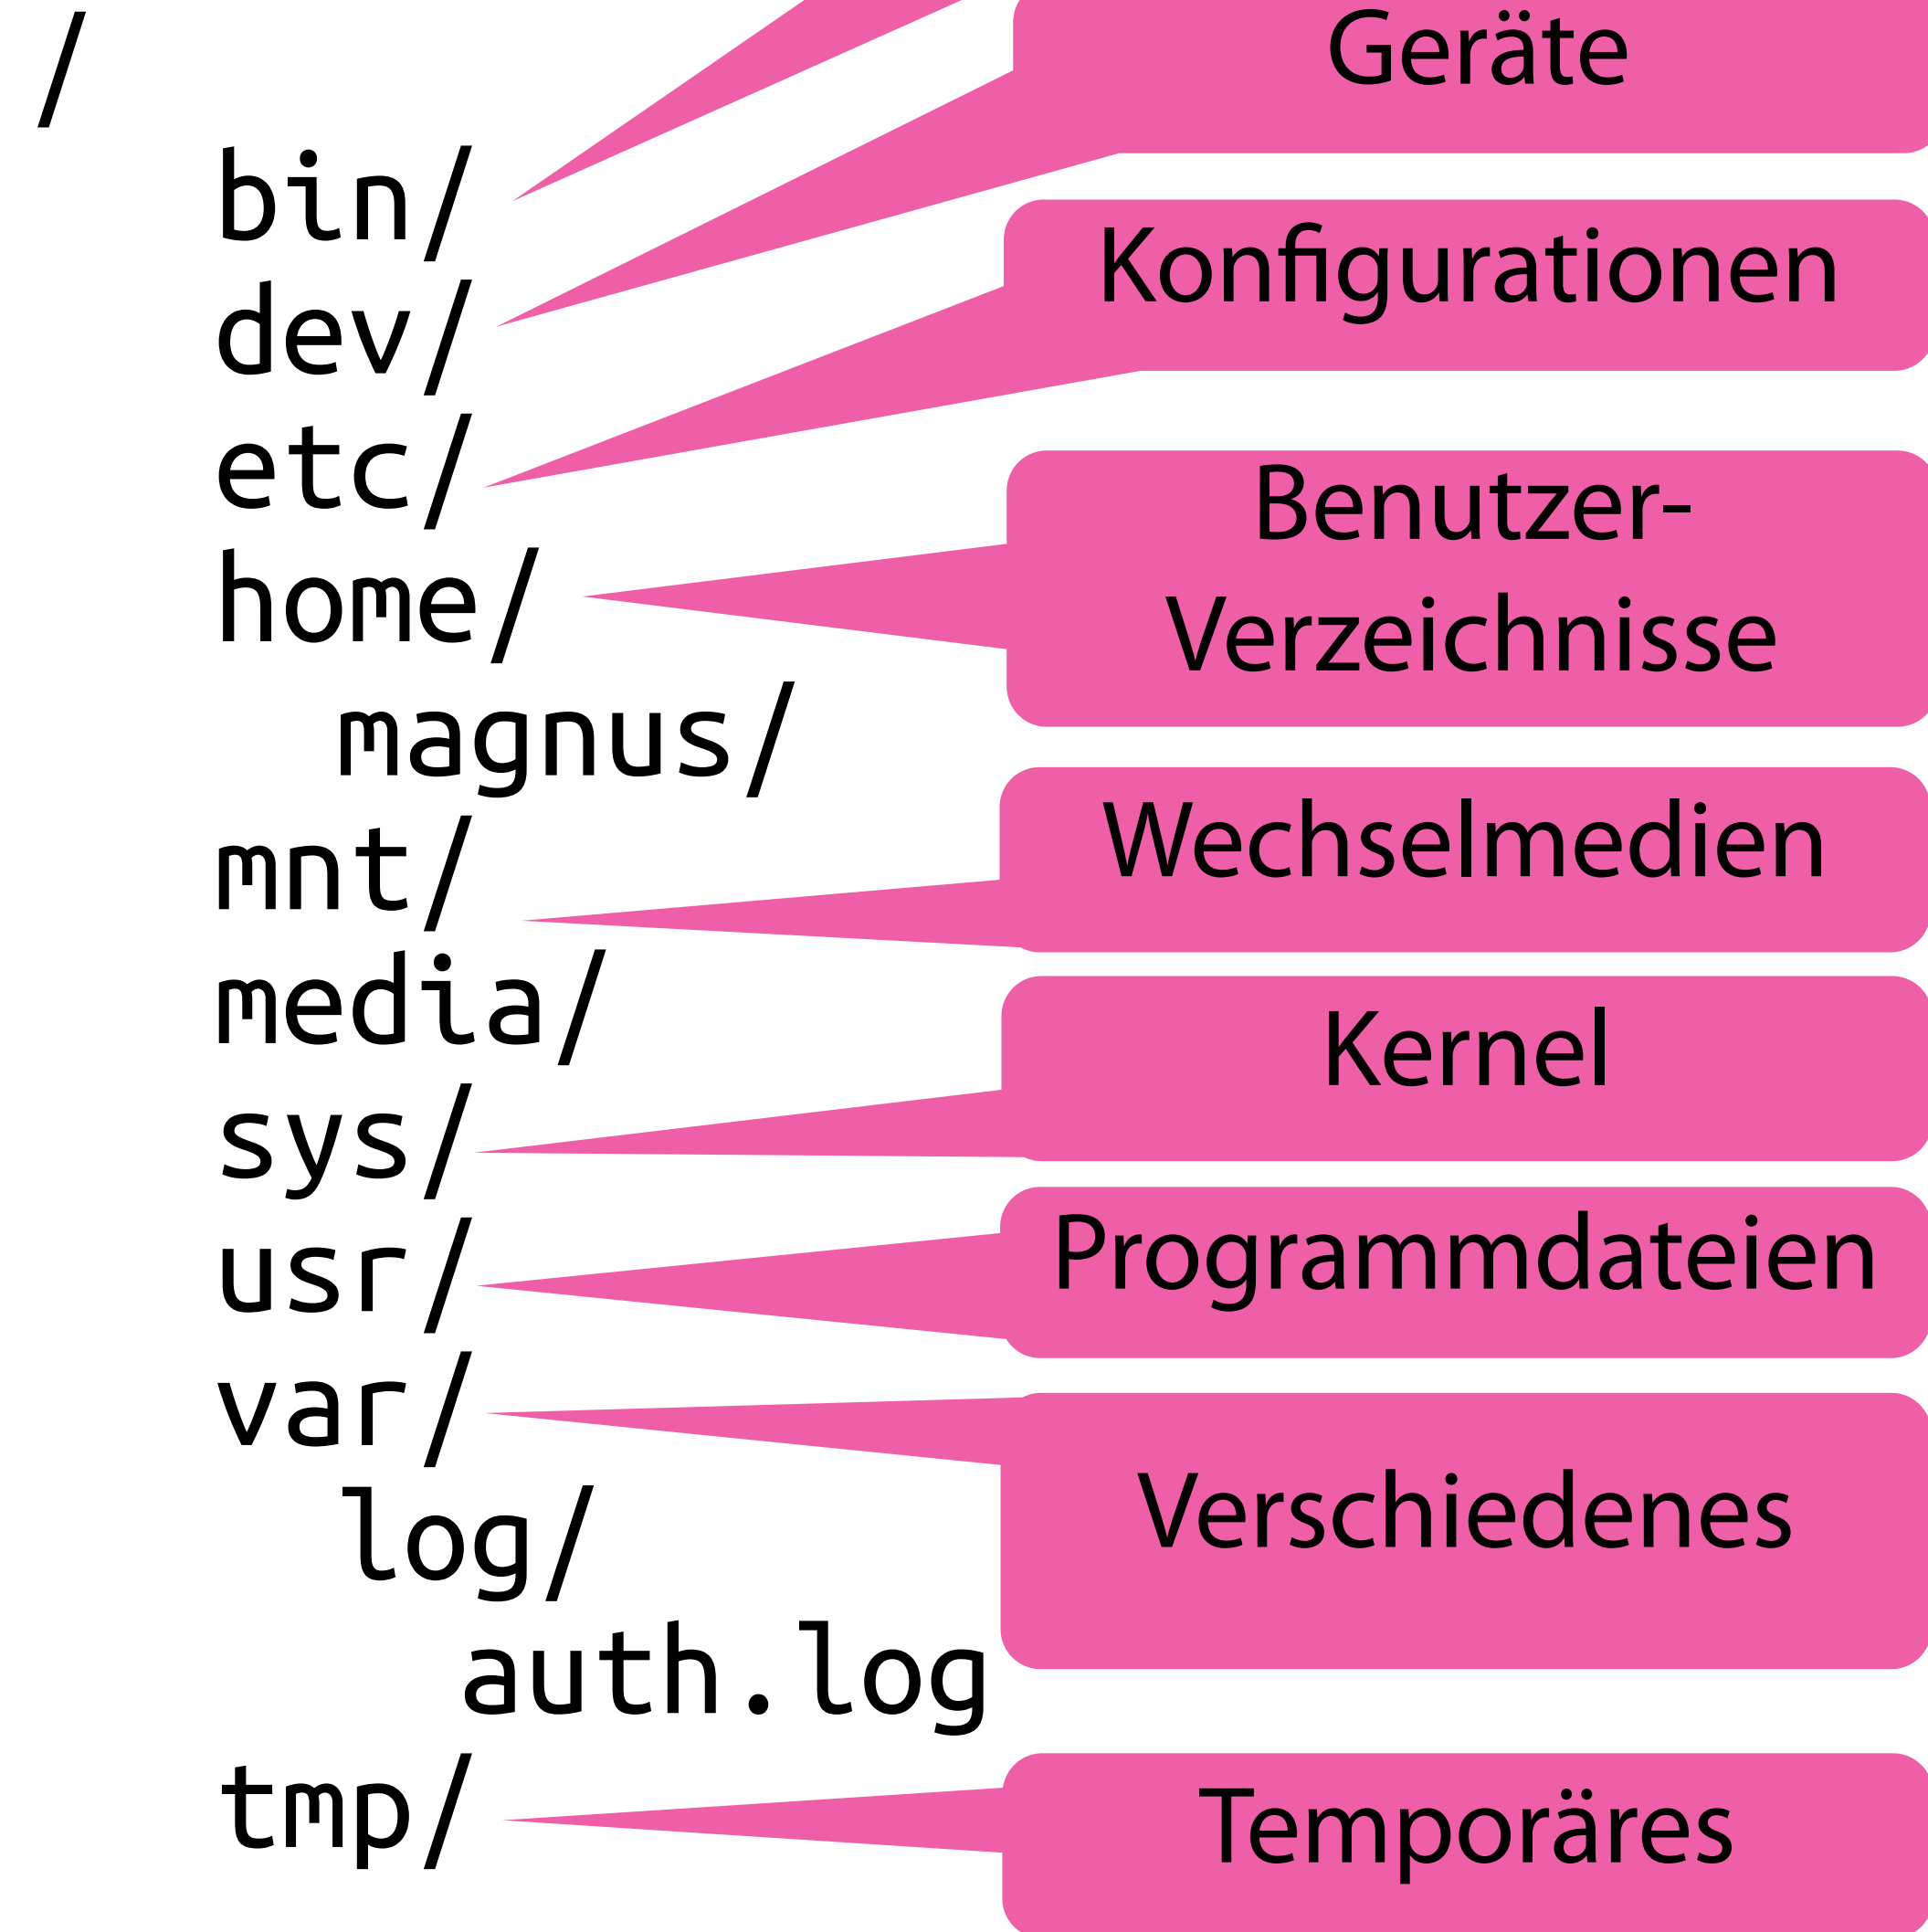 /
bin/
dev/
etc/
home/
magnus/
mnt/
media/
sys/
usr/
var/
log/
auth.log
tmp/
Geräte
Konfigurationen
Benutzer-
Verzeichnisse
Wechselmedien
Kernel
Programmdateien
Verschiedenes
Temporäres